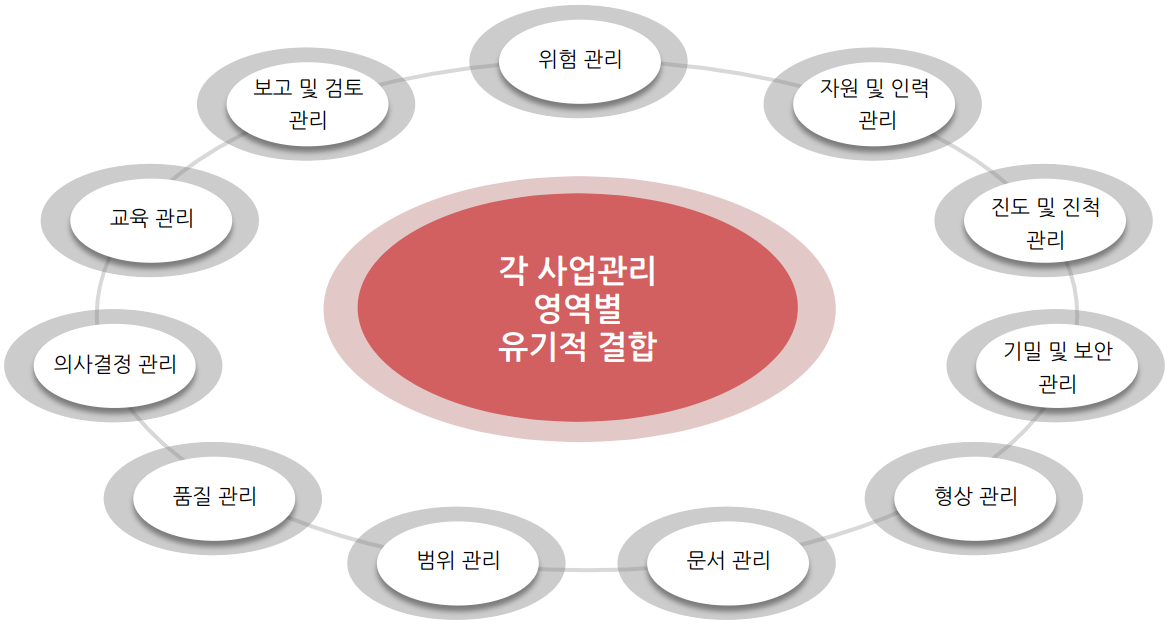 위험 관리
보고 및 검토
관리
자원 및 인력
관리
교육 관리
진도 및 진척
관리
각 사업관리
영역별
유기적 결합
의사결정 관리
기밀 및 보안
관리
품질 관리
형상 관리
범위 관리
문서 관리